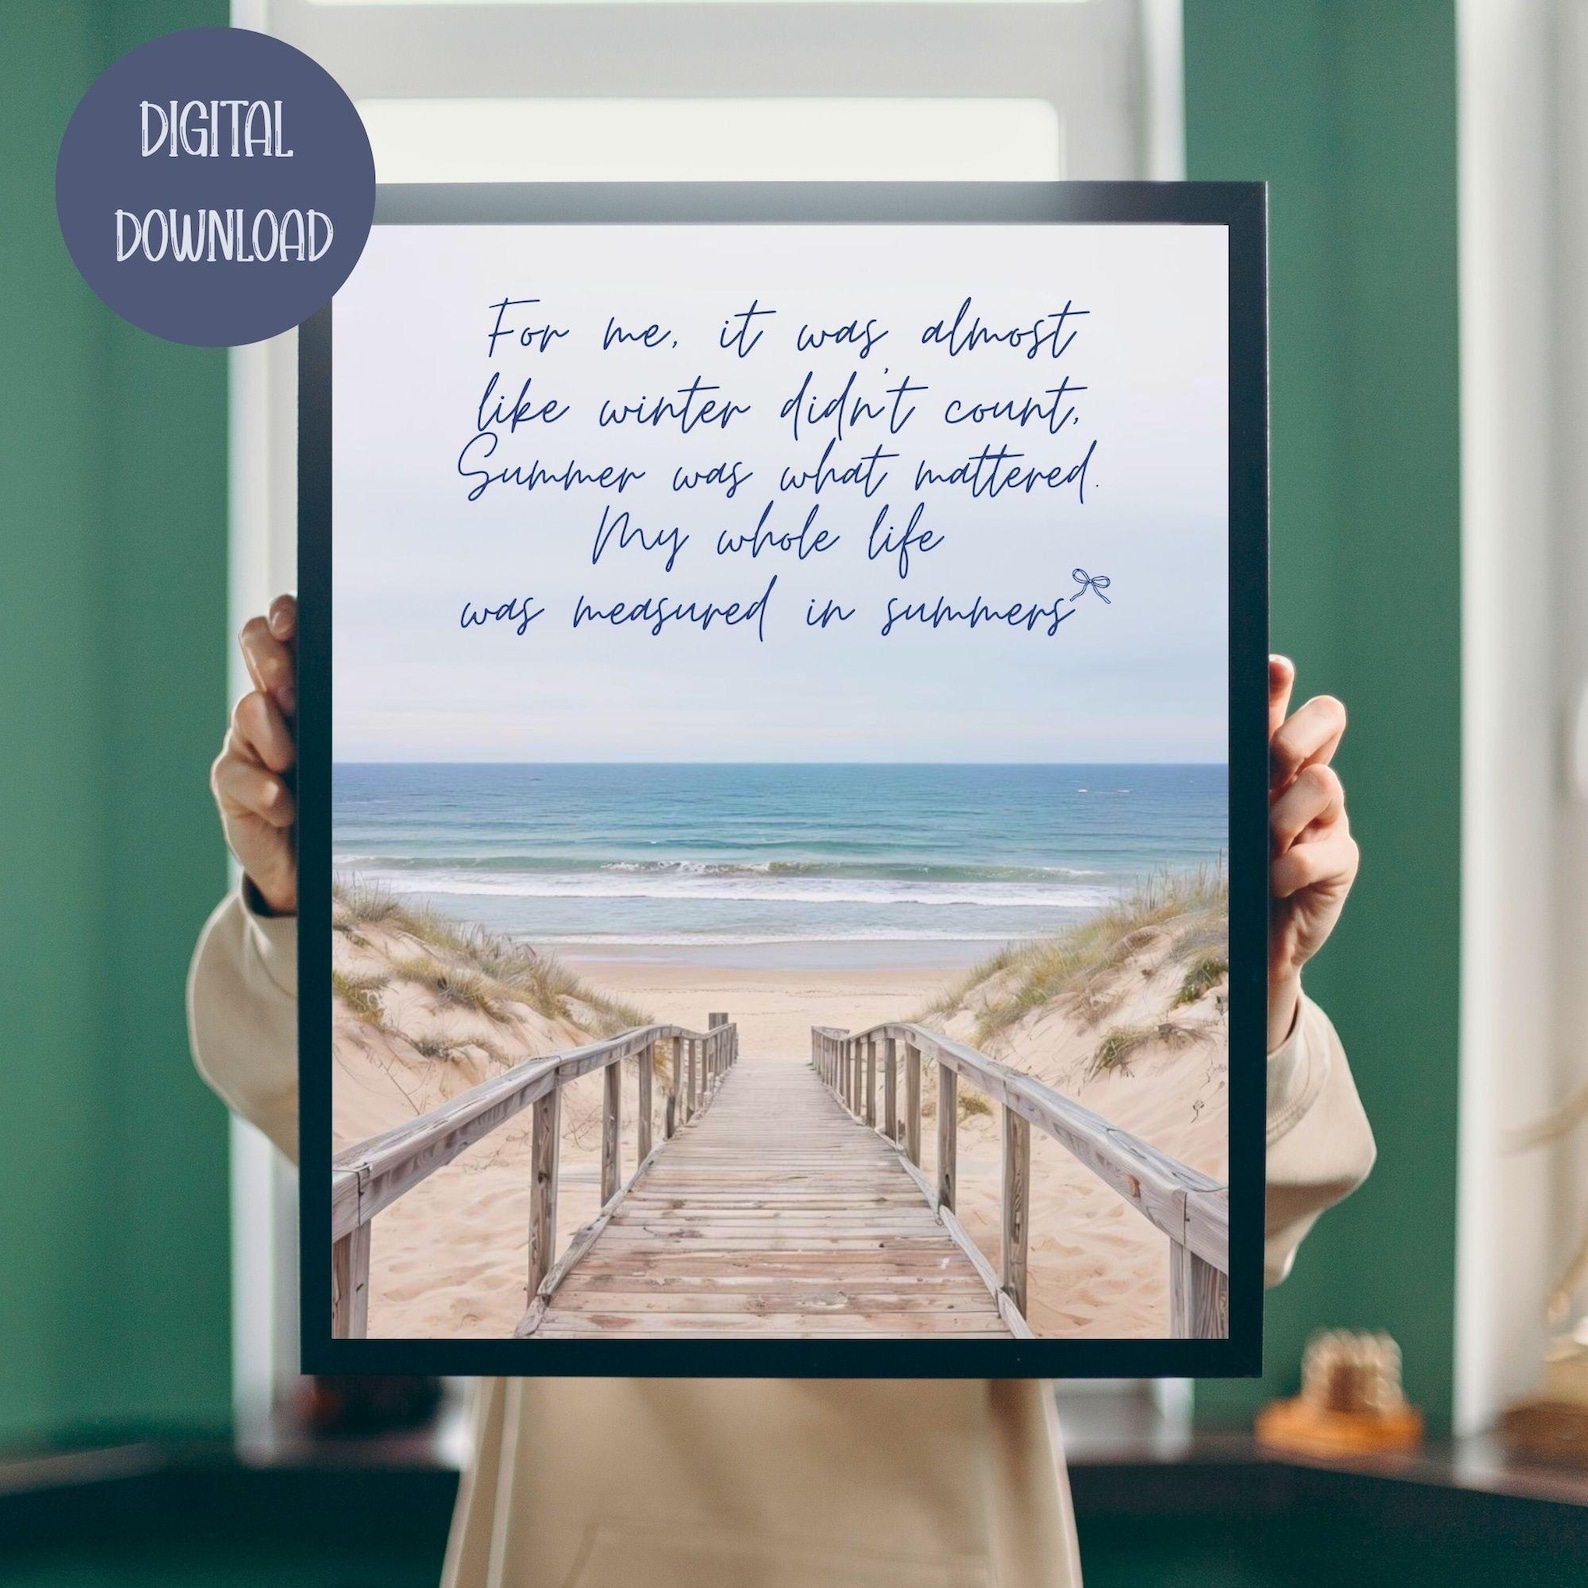 DIGITAL
DOWNLOAD
For me, it was almost
like winter didn't count,
Summer was what mattered.
My whole life
was measured in summers